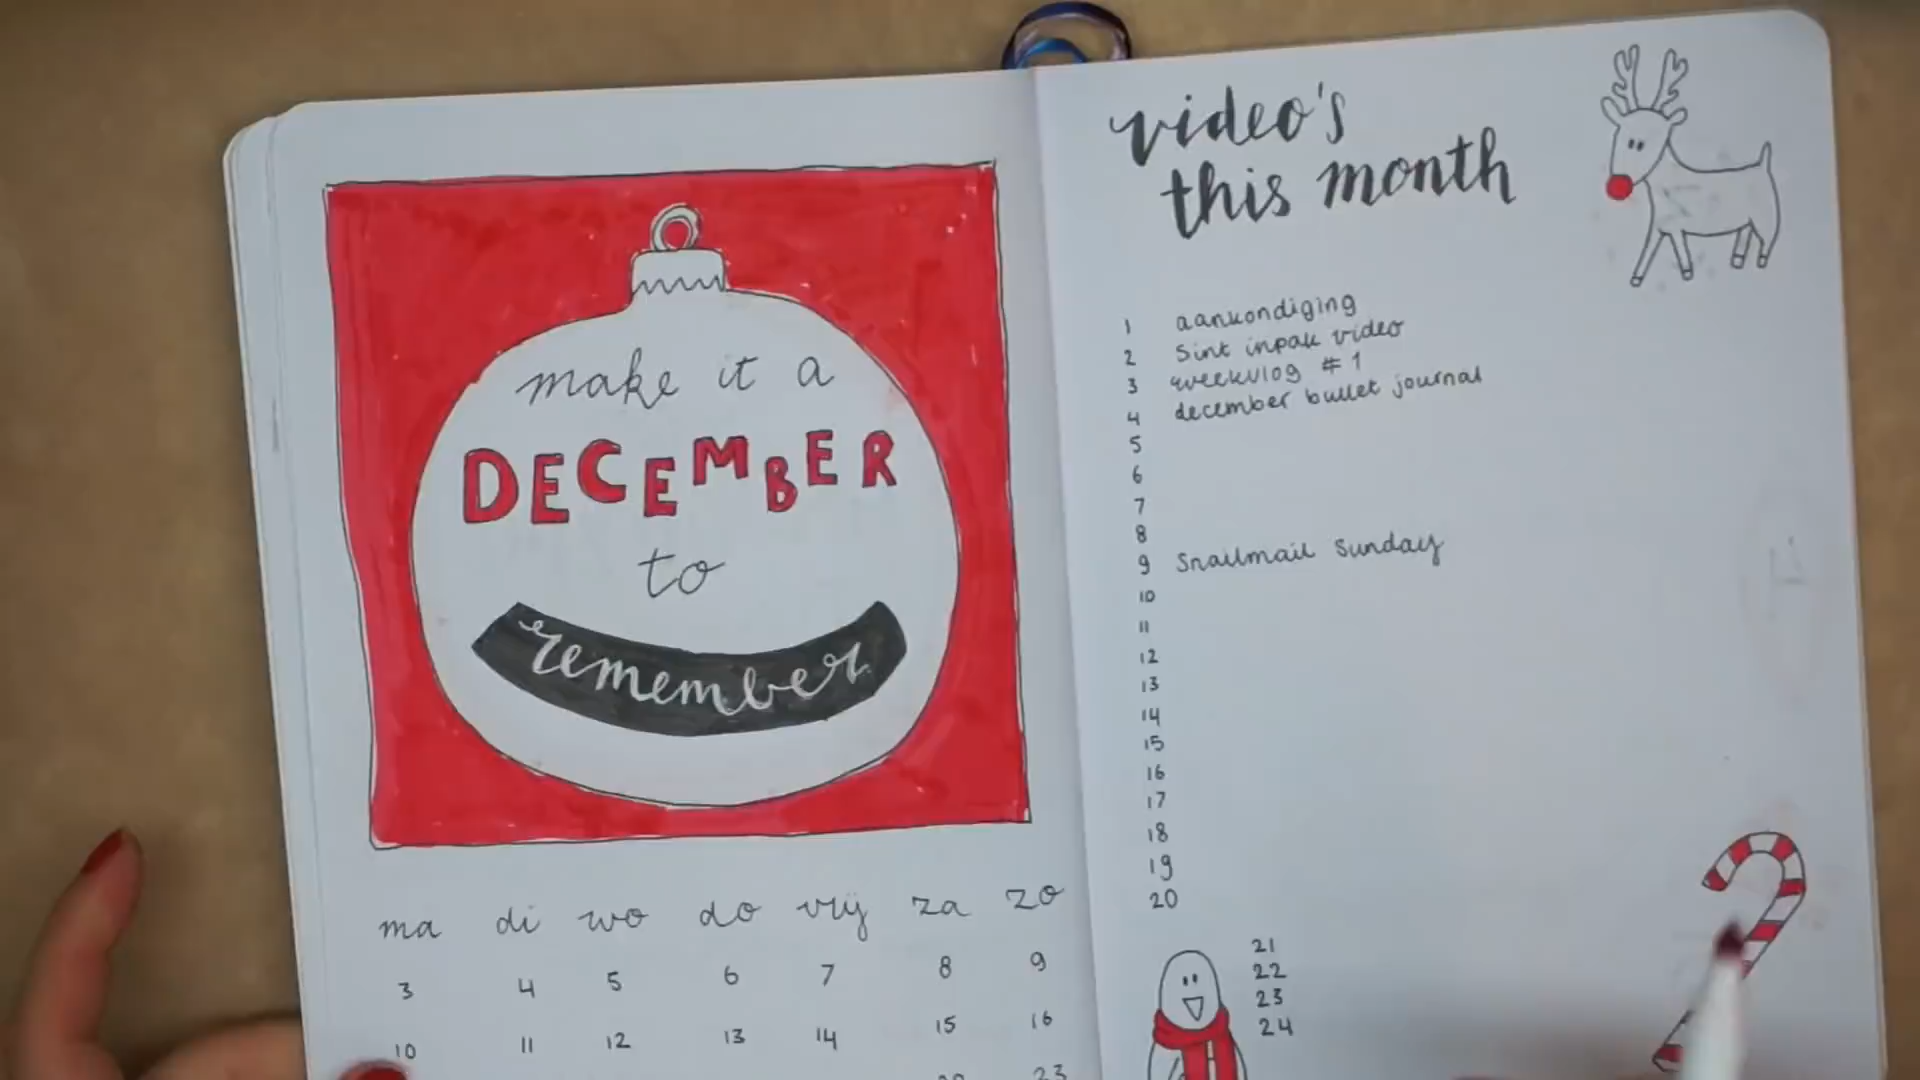 make it a
DECEMBER
to
remember
ma di wo do vrij za zo
3 4 5 6 7 8 9
10 11 12 13 14 15 16
23
video's
this month
1 aankondiging
2 Sint inpak video
3 weekvlog #1
4 december bullet journal
5
6
7
8
9 Snailmail Sunday
10
11
12
13
14
15
16
17
18
19
20
21
22
23
24